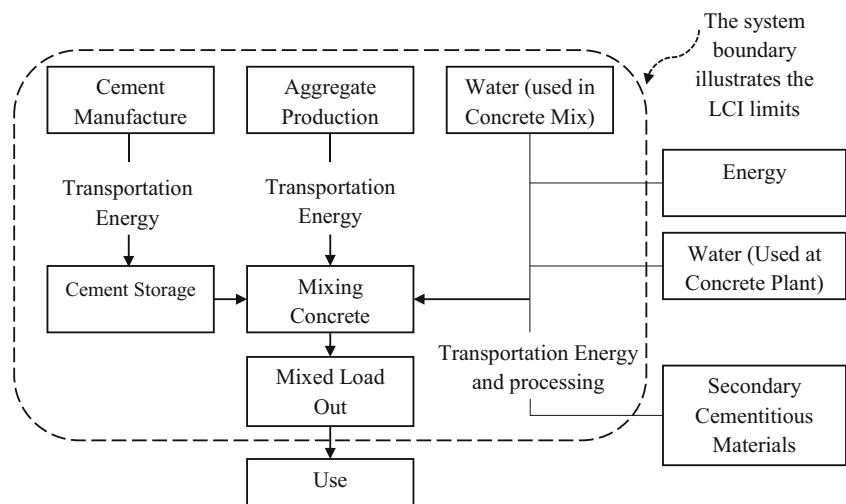 The system
boundary
illustrates the
LCI limits
Cement
Manufacture
Aggregate
Production
Water (used in
Concrete Mix)
Energy
Transportation
Energy
Transportation
Energy
Water (Used at
Concrete Plant)
Cement Storage
Mixing
Concrete
Transportation Energy
and processing
Mixed Load
Out
Secondary
Cementitious
Materials
Use